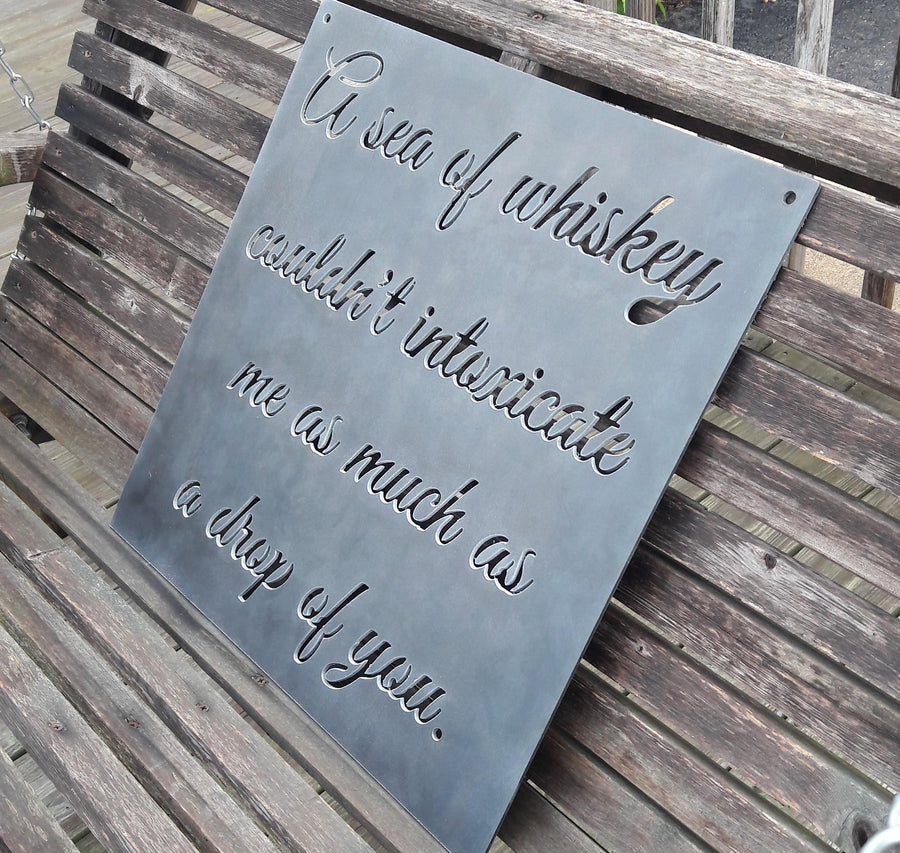 A sea of whiskey
couldn't intoxicate
me as much as
a drop of you.